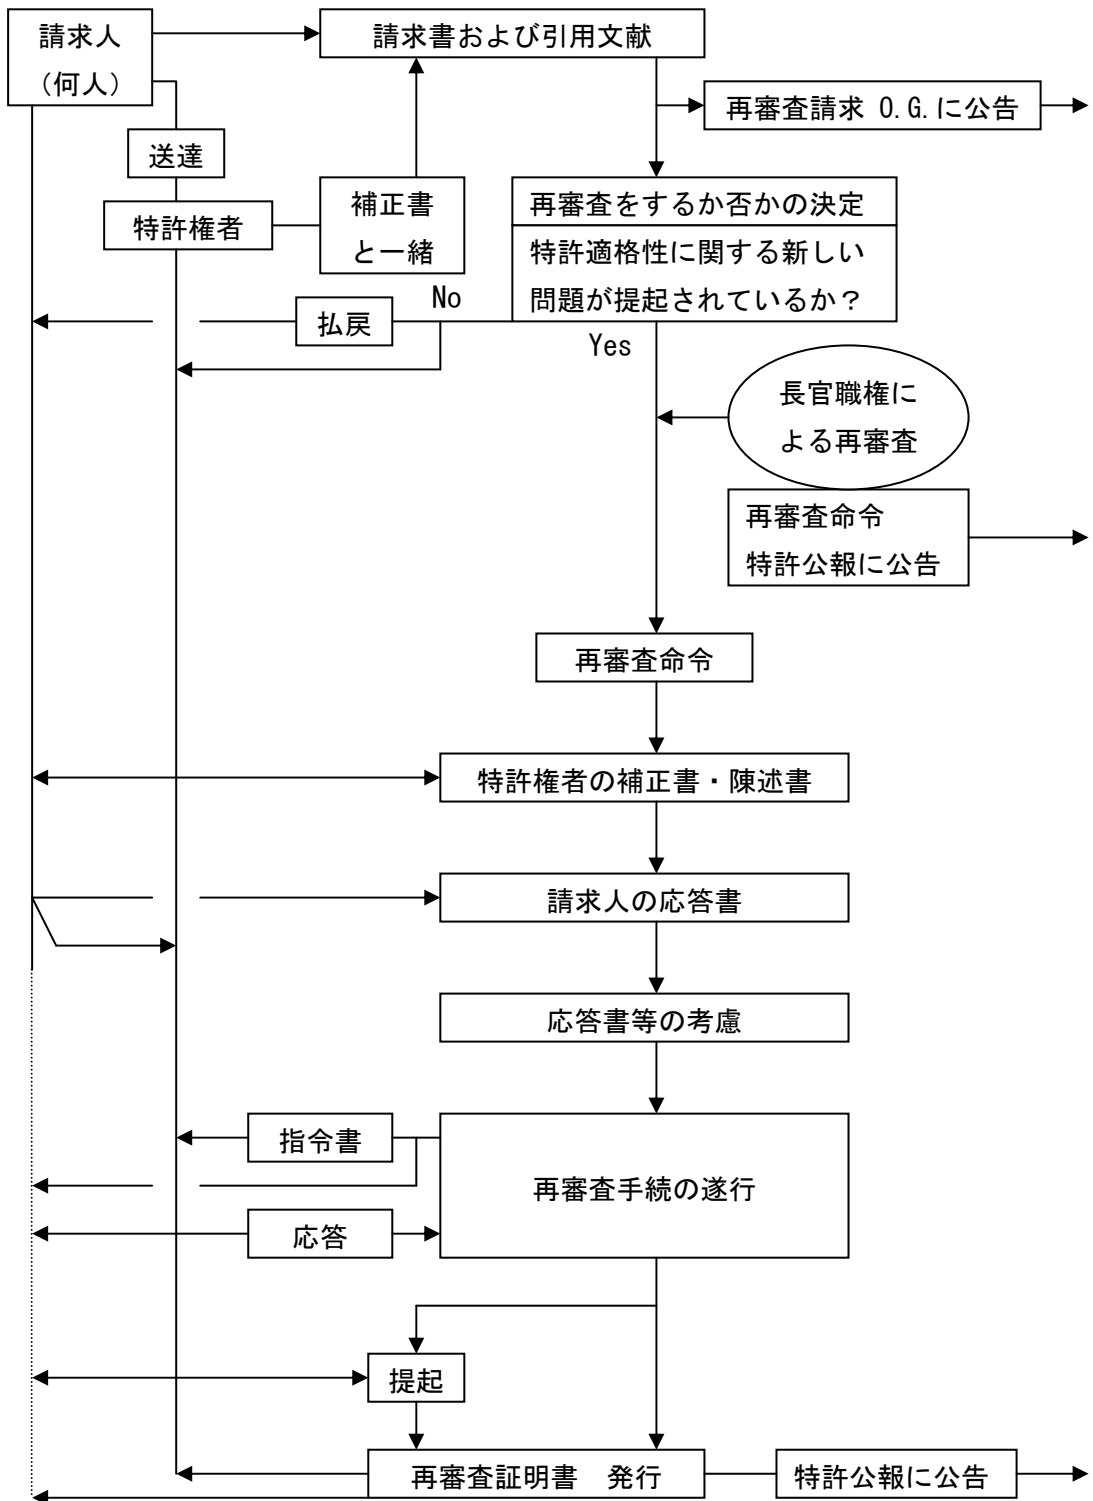 請求人
(何人)
請求書および引用文献
再審査請求 O.G.に公告
送達
特許権者
補正書
と一緒
再審査をするか否かの決定
特許適格性に関する新しい
問題が提起されているか？
No
払戻
Yes
長官職権に
よる再審査
再審査命令
特許公報に公告
再審査命令
特許権者の補正書・陳述書
請求人の応答書
応答書等の考慮
指令書
再審査手続の遂行
応答
提起
再審査証明書　発行
特許公報に公告